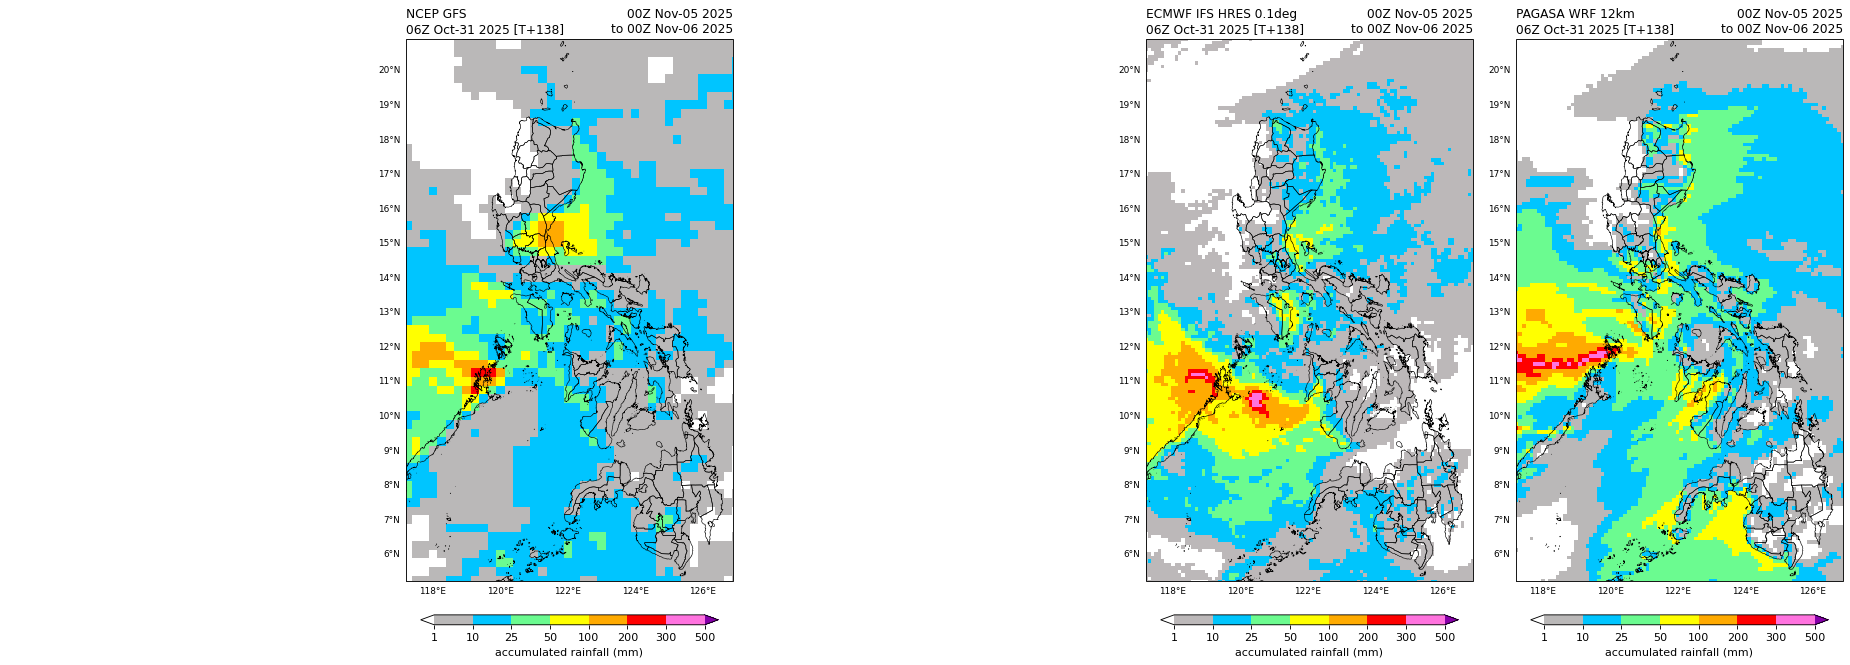 NCEP GFS 00Z Nov-05 2025
06Z Oct-31 2025 [T+138] to 00Z Nov-06 2025
20°N
19°N
18°N
17°N
16°N
15°N
14°N
13°N
12°N
11°N
10°N
9°N
8°N
7°N
6°N
118°E 120°E 122°E 124°E 126°E
1 10 25 50 100 200 300 500
accumulated rainfall (mm)
ECMWF IFS HRES 0.1deg 00Z Nov-05 2025
06Z Oct-31 2025 [T+138] to 00Z Nov-06 2025
20°N
19°N
18°N
17°N
16°N
15°N
14°N
13°N
12°N
11°N
10°N
9°N
8°N
7°N
6°N
118°E 120°E 122°E 124°E 126°E
1 10 25 50 100 200 300 500
accumulated rainfall (mm)
PAGASA WRF 12km 00Z Nov-05 2025
06Z Oct-31 2025 [T+138] to 00Z Nov-06 2025
20°N
19°N
18°N
17°N
16°N
15°N
14°N
13°N
12°N
11°N
10°N
9°N
8°N
7°N
6°N
118°E 120°E 122°E 124°E 126°E
1 10 25 50 100 200 300 500
accumulated rainfall (mm)